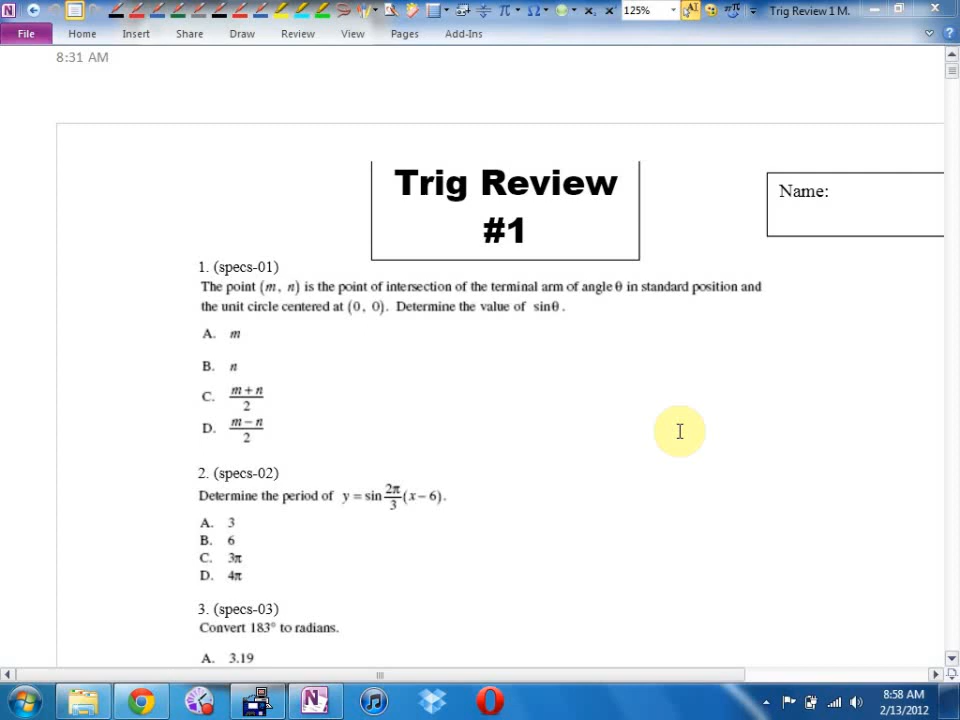 125%
Trig Review 1 M.
File Home Insert Share Draw Review View Pages Add-Ins
8:31 AM
Trig Review
#1
Name:
1. (specs-01)
The point (m, n) is the point of intersection of the terminal arm of angle θ in standard position and
the unit circle centered at (0, 0). Determine the value of sinθ.
A. m
B. n
C. m + n / 2
D. m − n / 2
2. (specs-02)
Determine the period of y = sin 2π/3 (x − 6).
A. 3
B. 6
C. 3π
D. 4π
3. (specs-03)
Convert 183° to radians.
A. 3.19
8:58 AM
2/13/2012